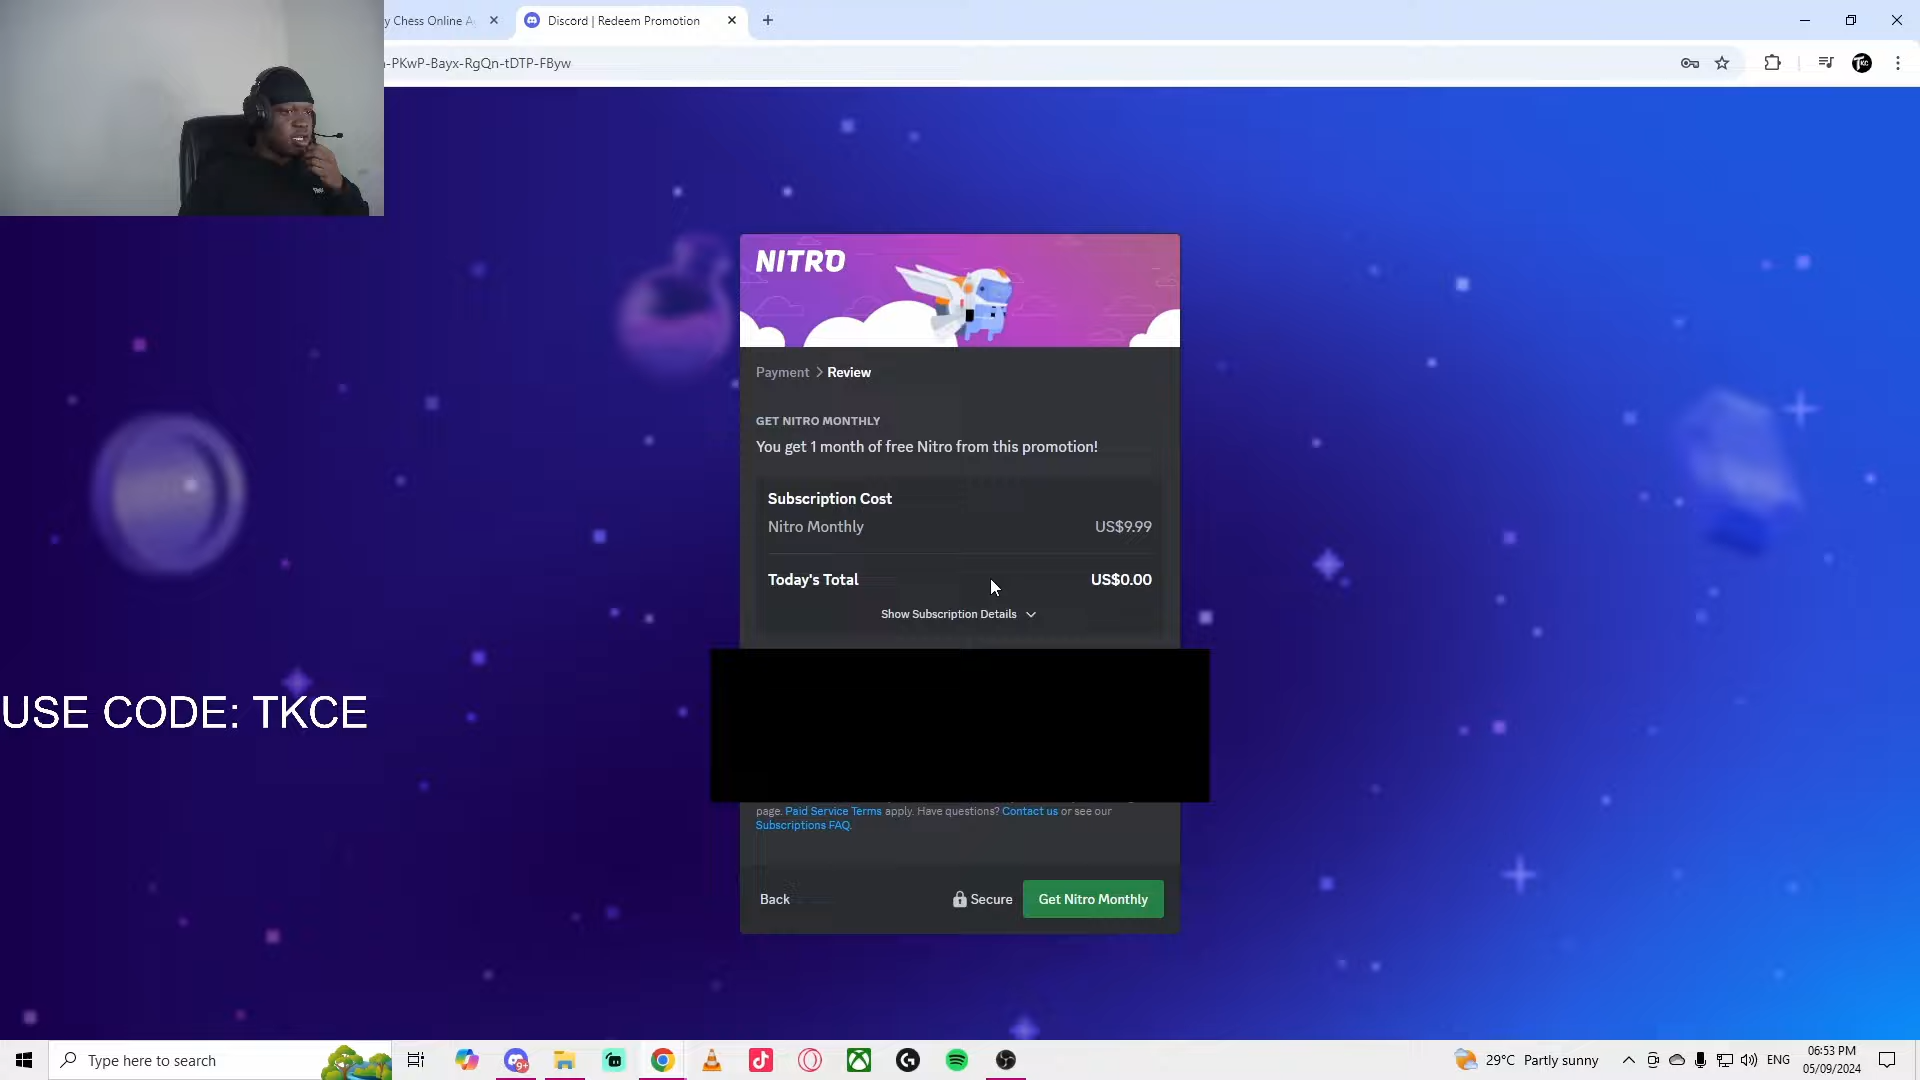 y Chess Online A
Discord | Redeem Promotion
-PKwP-Bayx-RgQn-tDTP-FByw
TKC
NITRO
Payment > Review
GET NITRO MONTHLY
You get 1 month of free Nitro from this promotion!
Subscription Cost
Nitro Monthly US$9.99
Today's Total US$0.00
Show Subscription Details
USE CODE: TKCE
page. Paid Service Terms apply. Have questions? Contact us or see our
Subscriptions FAQ.
Back Secure Get Nitro Monthly
Type here to search
9+
29°C Partly sunny
ENG
06:53 PM
05/09/2024